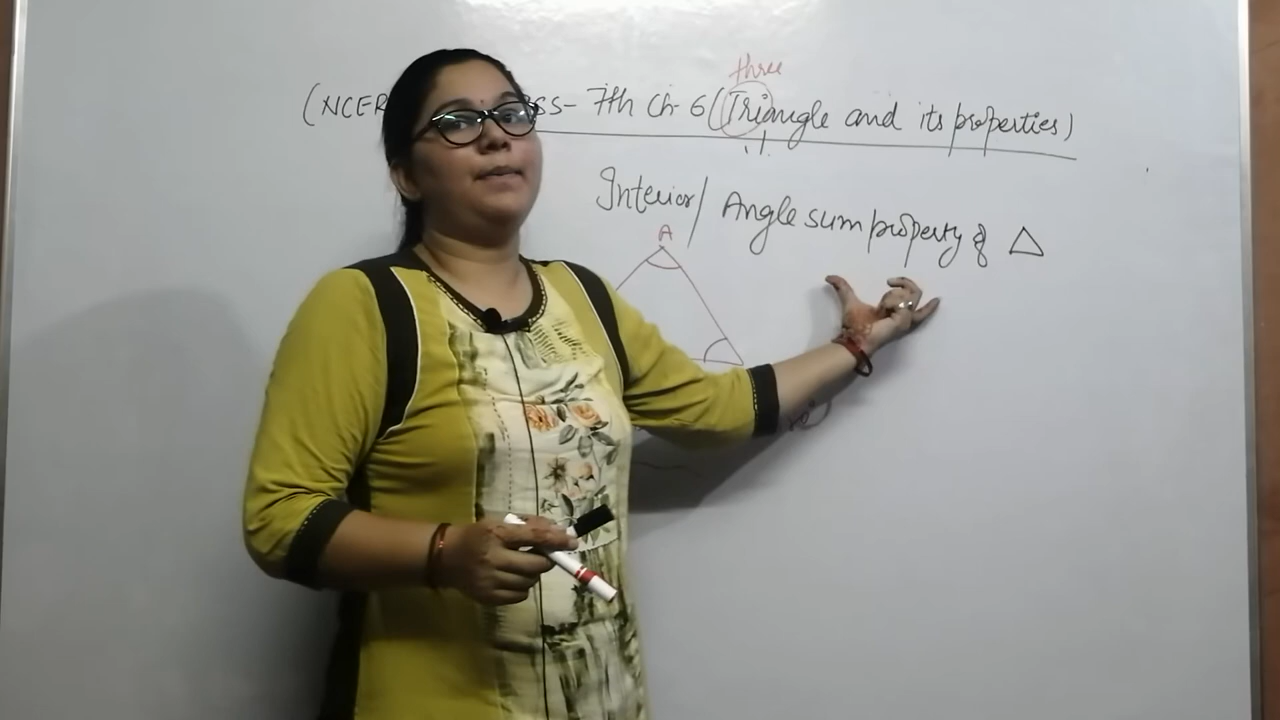 three
(NCER SS- 7th Ch- 6 (Triangle and its properties)
Interior/ Angle sum property of △
A